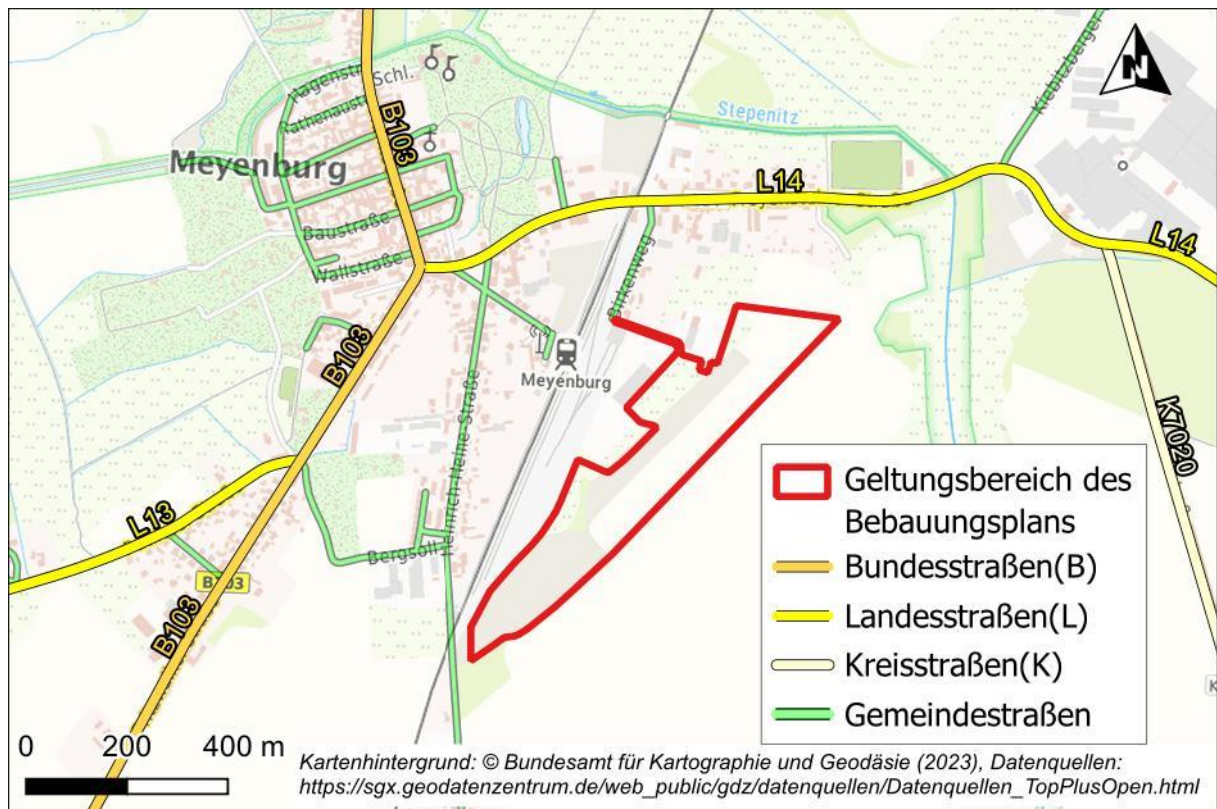 Hagenstr.
Schl.
Rathenaustr.
B103
N
Krebitzberger
Stepenitz
Meyenburg
L14
L14
Baustraße
Wallstraße
Birkenweg
B103
Meyenburg
K7020
Heinrich-Heine-Straße
L13
Bergsoll
B103
B103
Geltungsbereich des
Bebauungsplans
Bundesstraßen(B)
Landesstraßen(L)
Kreisstraßen(K)
Gemeindestraßen
K
0 200 400 m
Kartenhintergrund: © Bundesamt für Kartographie und Geodäsie (2023), Datenquellen:
https://sgx.geodatenzentrum.de/web_public/gdz/datenquellen/Datenquellen_TopPlusOpen.html